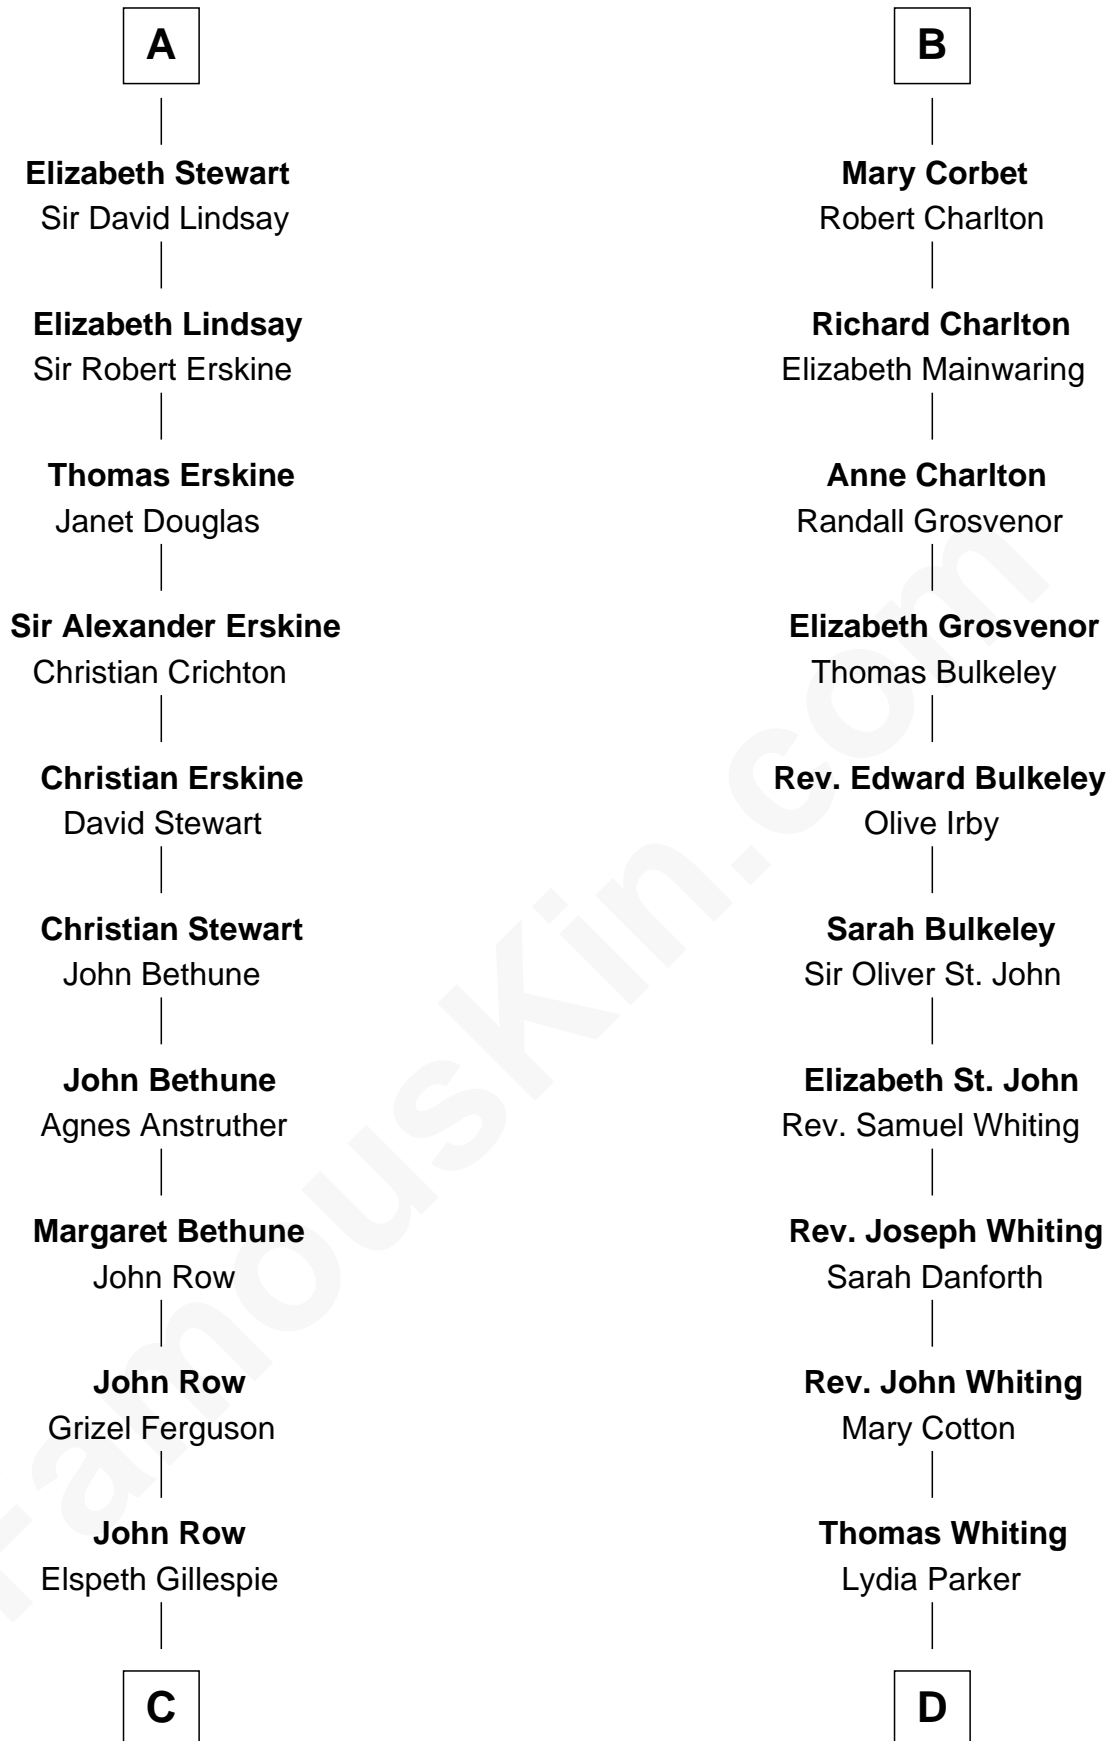 A
Elizabeth Stewart
Sir David Lindsay
Elizabeth Lindsay
Sir Robert Erskine
Thomas Erskine
Janet Douglas
Sir Alexander Erskine
Christian Crichton
Christian Erskine
David Stewart
Christian Stewart
John Bethune
John Bethune
Agnes Anstruther
Margaret Bethune
John Row
John Row
Grizel Ferguson
John Row
Elspeth Gillespie
C
B
Mary Corbet
Robert Charlton
Richard Charlton
Elizabeth Mainwaring
Anne Charlton
Randall Grosvenor
Elizabeth Grosvenor
Thomas Bulkeley
Rev. Edward Bulkeley
Olive Irby
Sarah Bulkeley
Sir Oliver St. John
Elizabeth St. John
Rev. Samuel Whiting
Rev. Joseph Whiting
Sarah Danforth
Rev. John Whiting
Mary Cotton
Thomas Whiting
Lydia Parker
D
FamousKin.com